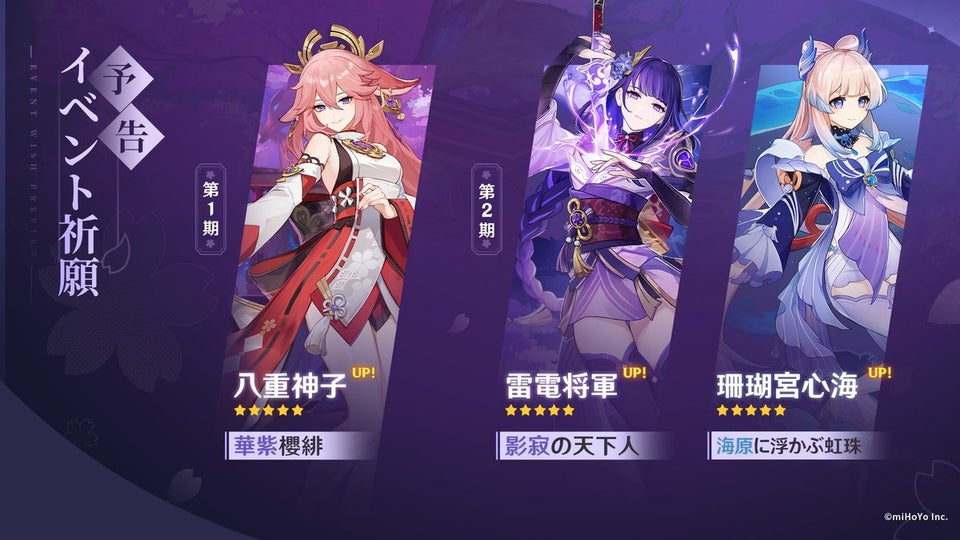 予告
イベント祈願
EVENT WISH PREVIEW
第1期
八重神子 UP!
華紫櫻緋
第2期
雷電将軍 UP!
影寂の天下人
珊瑚宮心海 UP!
海原に浮かぶ虹珠
©miHoYo Inc.